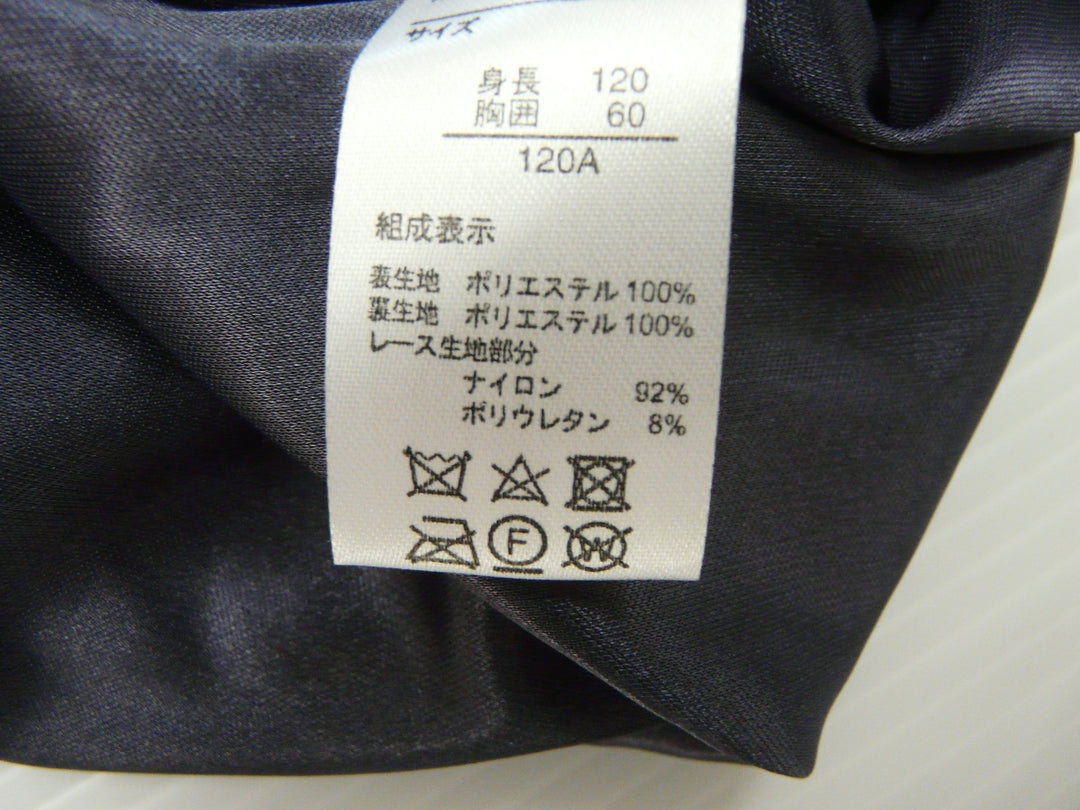 サイズ
身長 120
胸囲 60
120A
組成表示
表生地 ポリエステル 100%
裏生地 ポリエステル 100%
レース生地部分
ナイロン 92%
ポリウレタン 8%
F
W